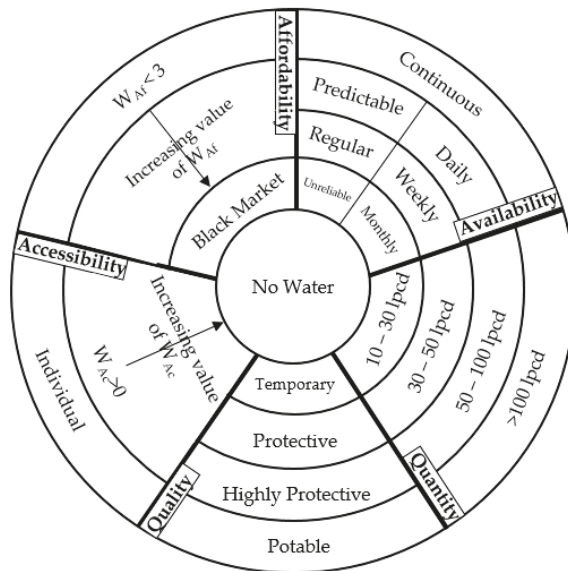 Affordability
W_Af < 3
Increasing value
of W_Af
Black Market
Continuous
Predictable
Daily
Regular
Weekly
Unreliable
Monthly
Availability
Accessibility
No Water
Individual
W_Ac>0
Increasing value
of W_Ac
10 – 30 lpcd
30 – 50 lpcd
50 – 100 lpcd
>100 lpcd
Temporary
Protective
Highly Protective
Potable
Quality
Quantity